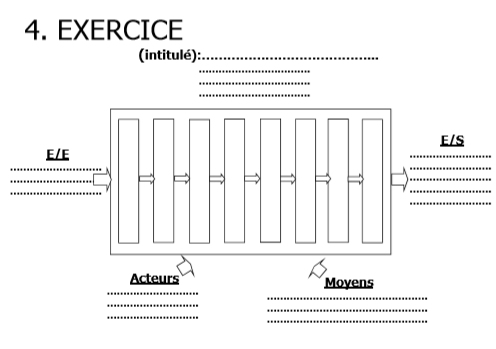 4. EXERCICE
(intitulé):.............................................
............................
............................
............................
E/E
.........................
.........................
.........................
E/S
......................
......................
......................
......................
......................
Acteurs
.........................
.........................
.........................
Moyens
...........................................
...........................................
...........................................